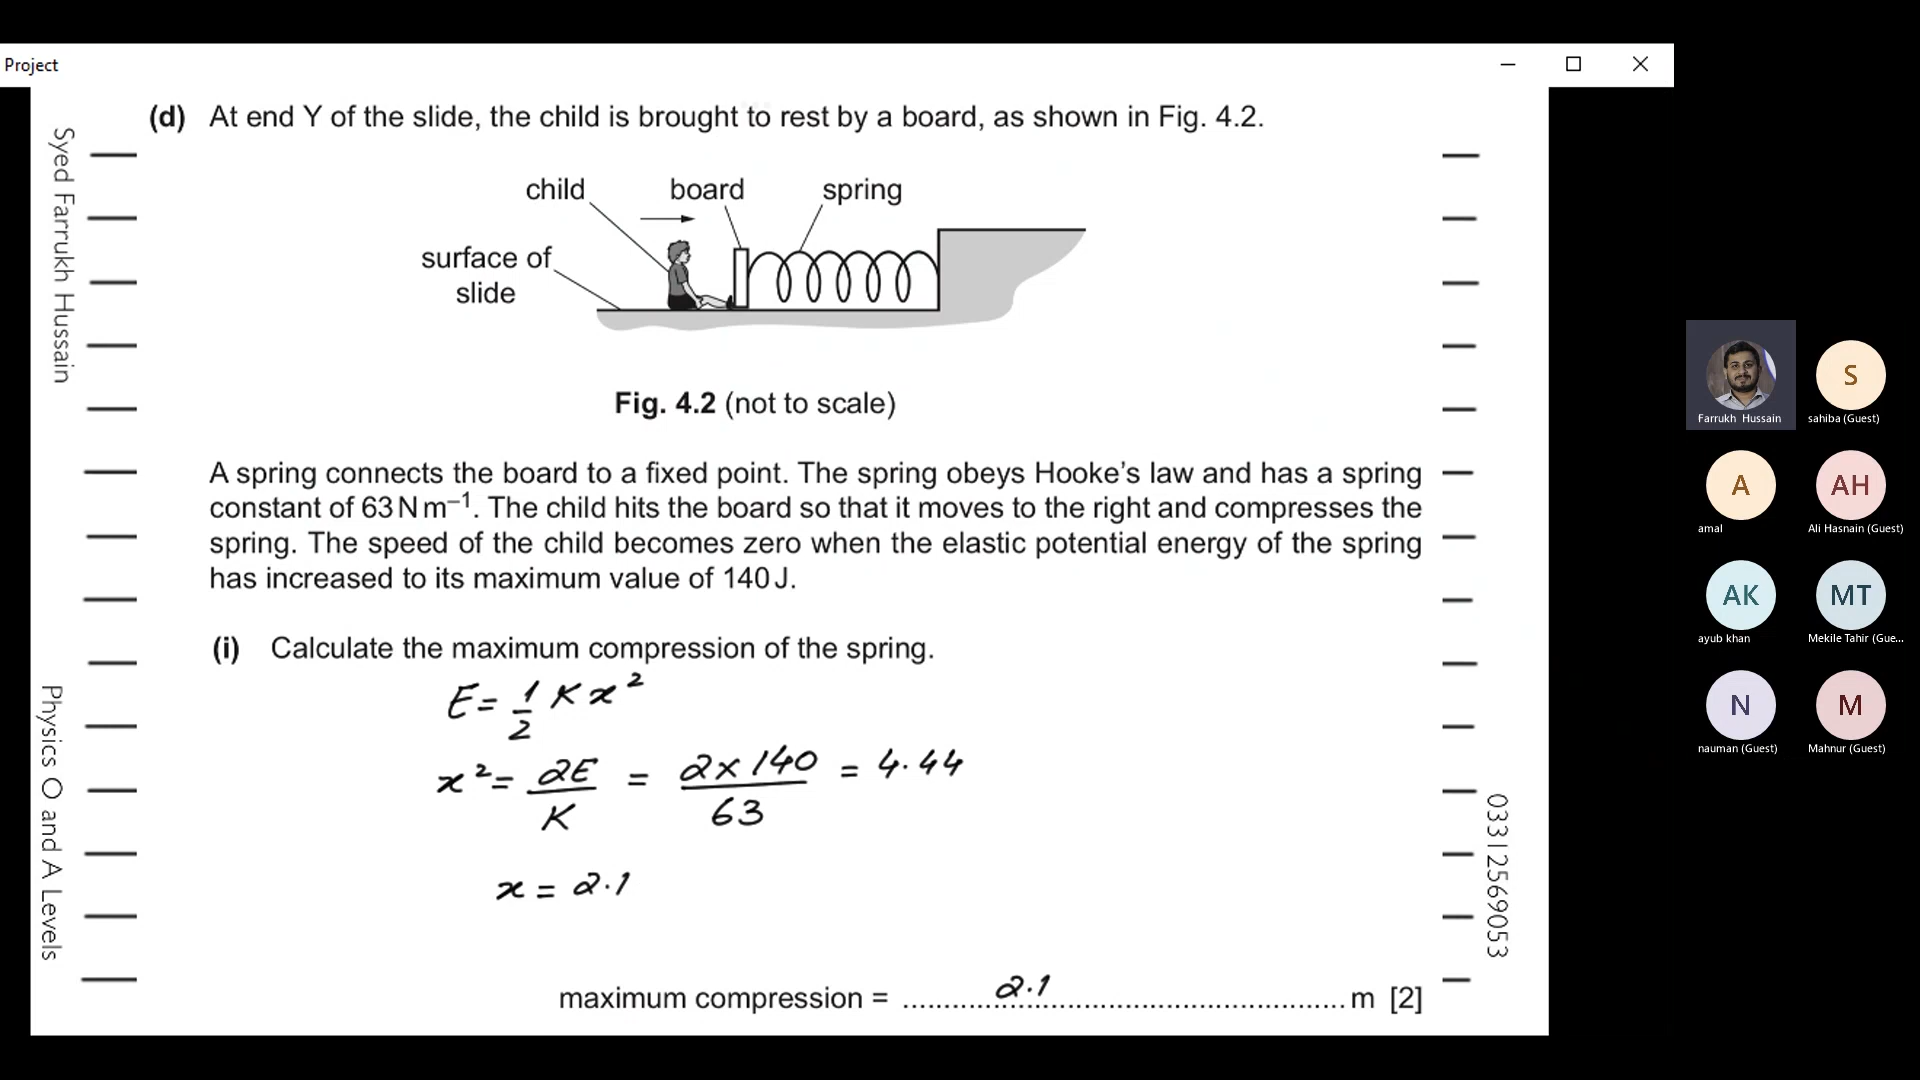 Project
(d) At end Y of the slide, the child is brought to rest by a board, as shown in Fig. 4.2.
child board spring
surface of
slide
Fig. 4.2 (not to scale)
A spring connects the board to a fixed point. The spring obeys Hooke's law and has a spring
constant of 63 N m⁻¹. The child hits the board so that it moves to the right and compresses the
spring. The speed of the child becomes zero when the elastic potential energy of the spring
has increased to its maximum value of 140 J.
(i) Calculate the maximum compression of the spring.
E = 1/2 K x²
x² = 2E/K = 2 x 140/63 = 4.44
x = 2.1
maximum compression = 2.1 m [2]
Syed Farrukh Hussain
Physics O and A Levels
03312569053
Farrukh Hussain
S
sahiba (Guest)
A
amal
AH
Ali Hasnain (Guest)
AK
ayub khan
MT
Mekile Tahir (Gue...
N
nauman (Guest)
M
Mahnur (Guest)